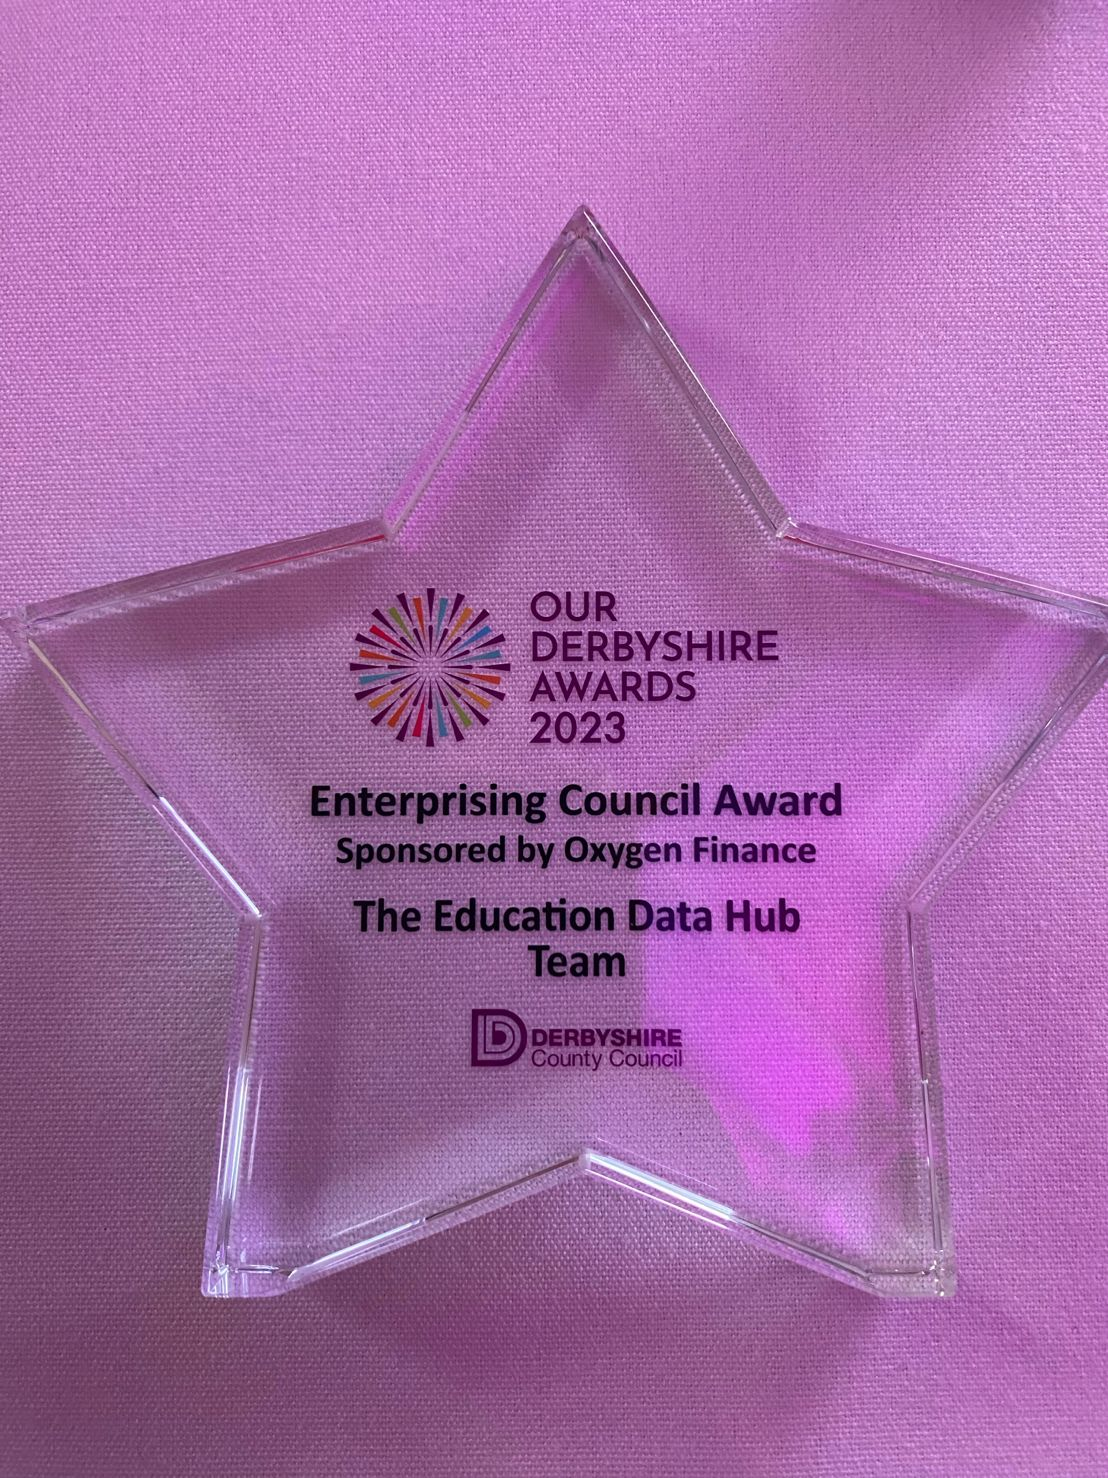 OUR
DERBYSHIRE
AWARDS
2023
Enterprising Council Award
Sponsored by Oxygen Finance
The Education Data Hub
Team
DERBYSHIRE
County Council